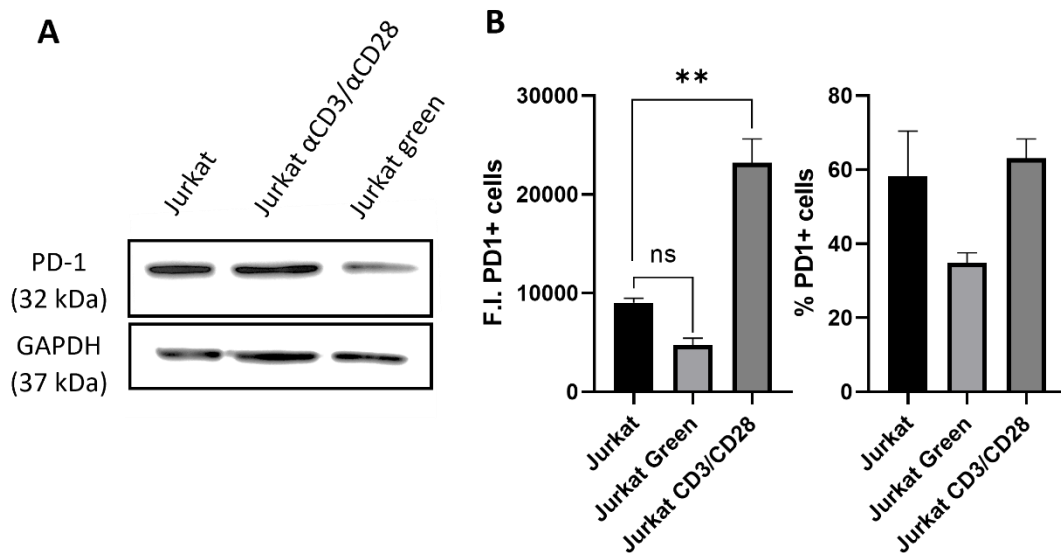 A
Jurkat
Jurkat αCD3/αCD28
Jurkat green
PD-1
(32 kDa)
GAPDH
(37 kDa)
B
F.I. PD1+ cells
30000
20000
10000
0
**
ns
Jurkat
Jurkat Green
Jurkat CD3/CD28
% PD1+ cells
80
60
40
20
0
Jurkat
Jurkat Green
Jurkat CD3/CD28